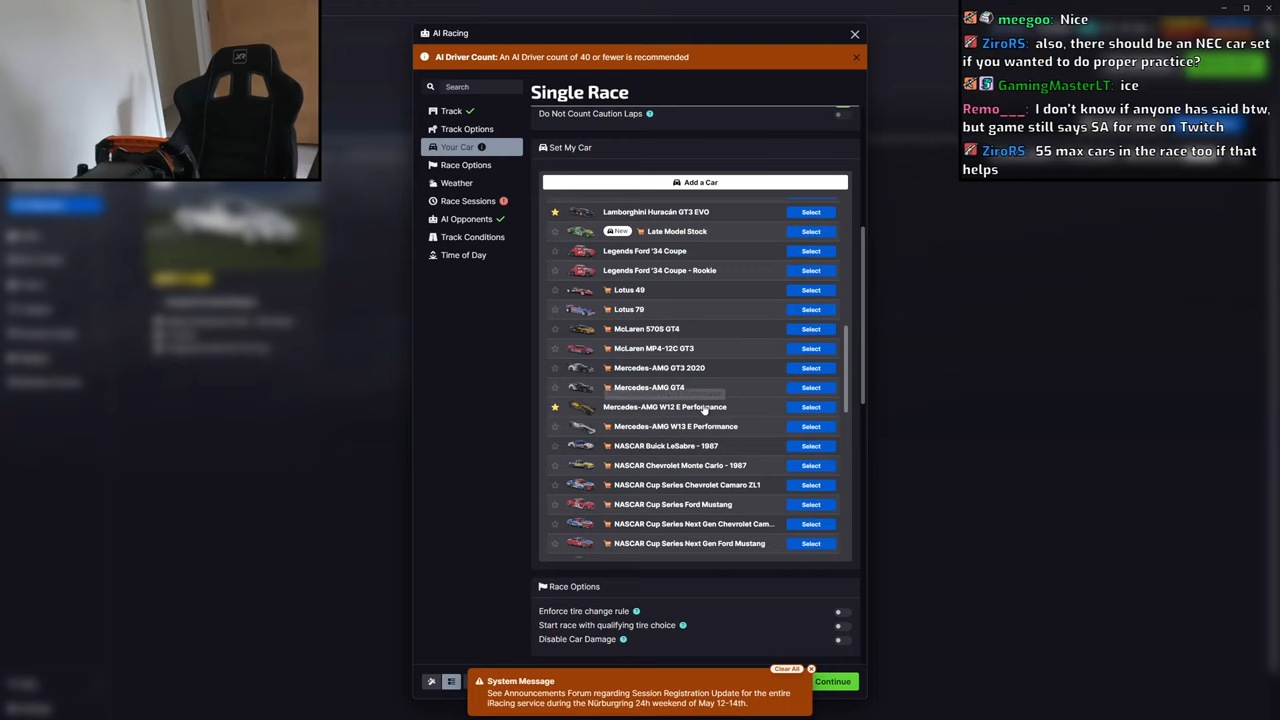 AI Racing
AI Driver Count: An AI Driver count of 40 or fewer is recommended
Search
Track
Track Options
Your Car
Race Options
Weather
Race Sessions
AI Opponents
Track Conditions
Time of Day
Single Race
Do Not Count Caution Laps
Set My Car
Add a Car
Lamborghini Huracán GT3 EVO Select
New Late Model Stock Select
Legends Ford '34 Coupe Select
Legends Ford '34 Coupe - Rookie Select
Lotus 49 Select
Lotus 79 Select
McLaren 570S GT4 Select
McLaren MP4-12C GT3 Select
Mercedes-AMG GT3 2020 Select
Mercedes-AMG GT4 Select
Mercedes-AMG W12 E Performance Select
Mercedes-AMG W13 E Performance Select
NASCAR Buick LeSabre - 1987 Select
NASCAR Chevrolet Monte Carlo - 1987 Select
NASCAR Cup Series Chevrolet Camaro ZL1 Select
NASCAR Cup Series Ford Mustang Select
NASCAR Cup Series Next Gen Chevrolet Cam... Select
NASCAR Cup Series Next Gen Ford Mustang Select
Race Options
Enforce tire change rule
Start race with qualifying tire choice
Disable Car Damage
Clear All
System Message
See Announcements Forum regarding Session Registration Update for the entire
iRacing service during the Nürburgring 24h weekend of May 12-14th.
Continue
meegoo: Nice
ZiroRS: also, there should be an NEC car set
if you wanted to do proper practice?
GamingMasterLT: ice
Remo___: I don't know if anyone has said btw,
but game still says SA for me on Twitch
ZiroRS: 55 max cars in the race too if that
helps